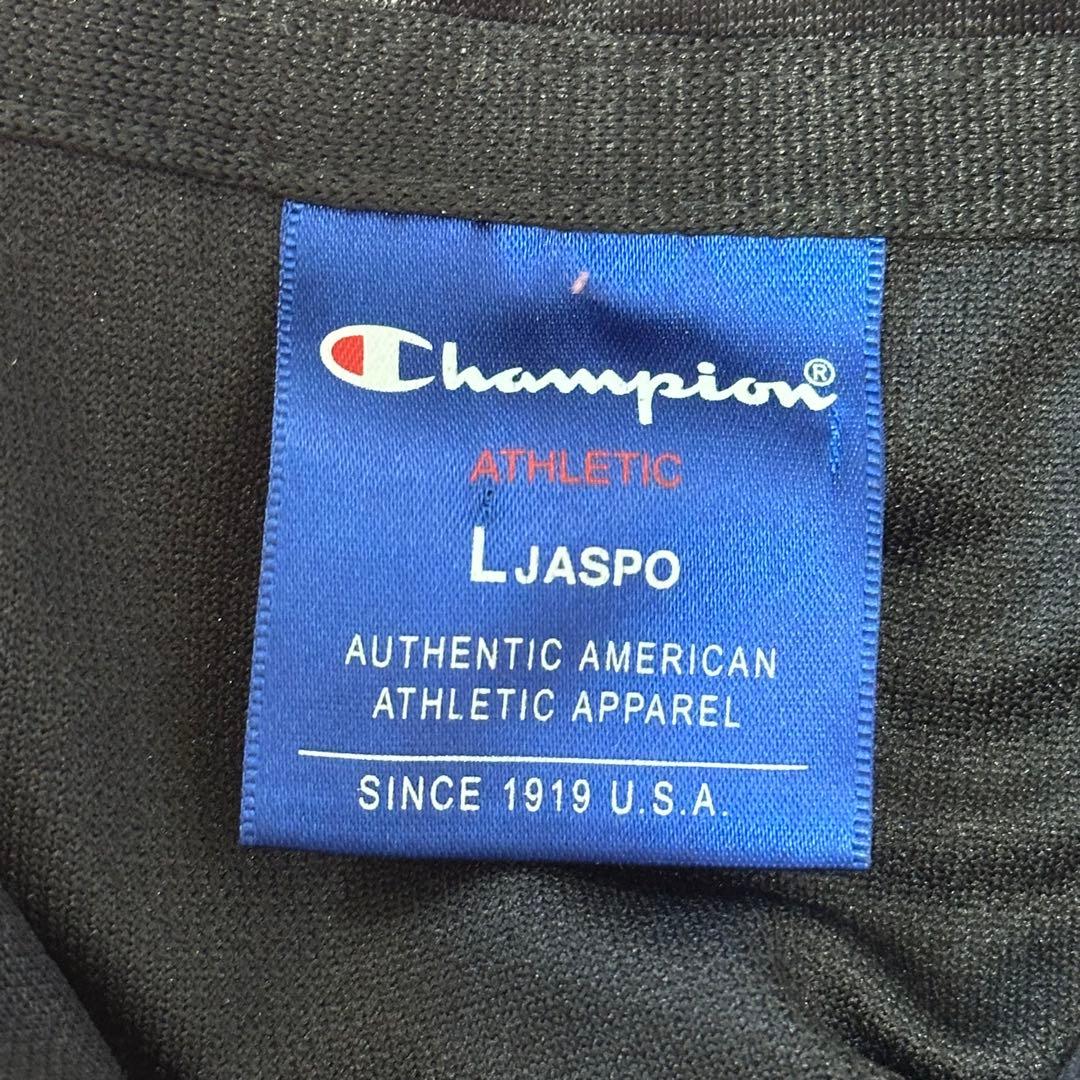 Champion®
ATHLETIC
L JASPO
AUTHENTIC AMERICAN
ATHLETIC APPAREL
SINCE 1919 U.S.A.